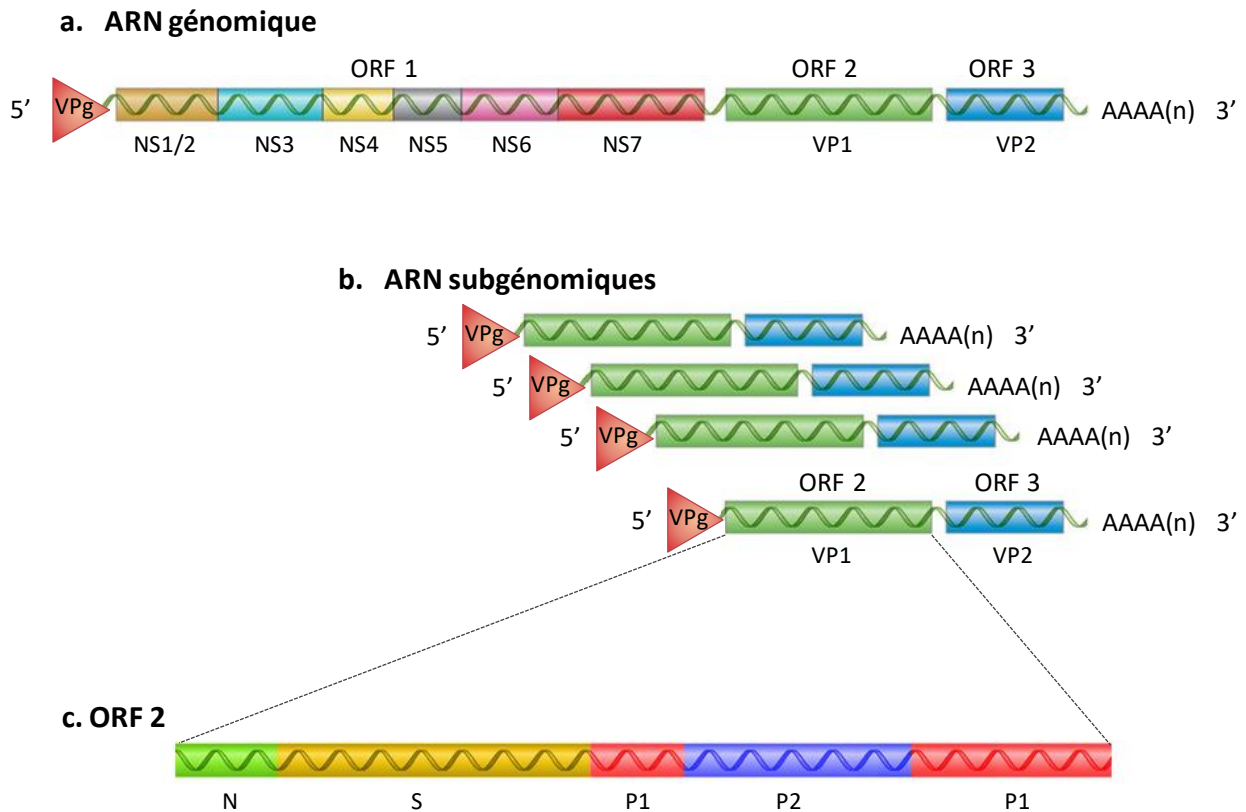 a. ARN génomique
ORF 1 ORF 2 ORF 3
5’ VPg AAAA(n) 3’
NS1/2 NS3 NS4 NS5 NS6 NS7 VP1 VP2
b. ARN subgénomiques
5’ VPg AAAA(n) 3’
5’ VPg AAAA(n) 3’
5’ VPg AAAA(n) 3’
ORF 2 ORF 3
5’ VPg AAAA(n) 3’
VP1 VP2
c. ORF 2
N S P1 P2 P1